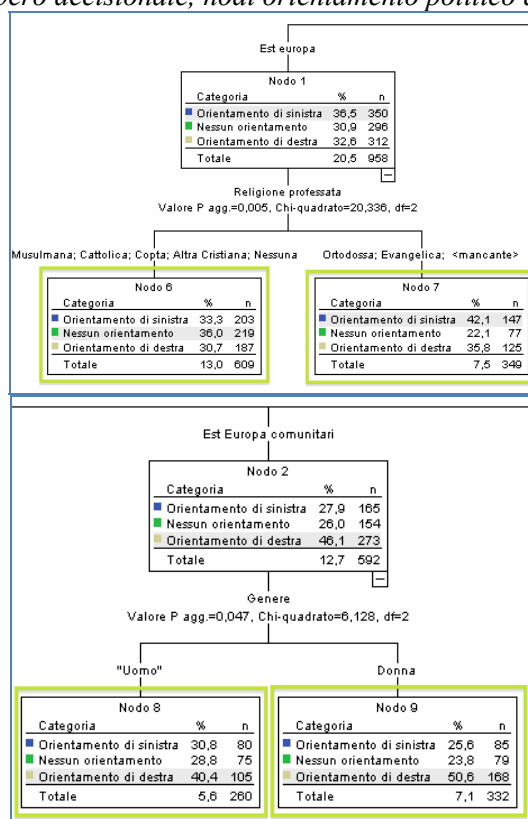 pero decisionale, nodi orientamento politico
Est europa
Nodo 1
Categoria % n
Orientamento di sinistra 36,5 350
Nessun orientamento 30,9 296
Orientamento di destra 32,6 312
Totale 20,5 958
Religione professata
Valore P agg.=0,005, Chi-quadrato=20,336, df=2
Musulmana; Cattolica; Copta; Altra Cristiana; Nessuna
Ortodossa; Evangelica; <mancante>
Nodo 6
Categoria % n
Orientamento di sinistra 33,3 203
Nessun orientamento 36,0 219
Orientamento di destra 30,7 187
Totale 13,0 609
Nodo 7
Categoria % n
Orientamento di sinistra 42,1 147
Nessun orientamento 22,1 77
Orientamento di destra 35,8 125
Totale 7,5 349
Est Europa comunitari
Nodo 2
Categoria % n
Orientamento di sinistra 27,9 165
Nessun orientamento 26,0 154
Orientamento di destra 46,1 273
Totale 12,7 592
Genere
Valore P agg.=0,047, Chi-quadrato=6,128, df=2
"Uomo"
Donna
Nodo 8
Categoria % n
Orientamento di sinistra 30,8 80
Nessun orientamento 28,8 75
Orientamento di destra 40,4 105
Totale 5,6 260
Nodo 9
Categoria % n
Orientamento di sinistra 25,6 85
Nessun orientamento 23,8 79
Orientamento di destra 50,6 168
Totale 7,1 332